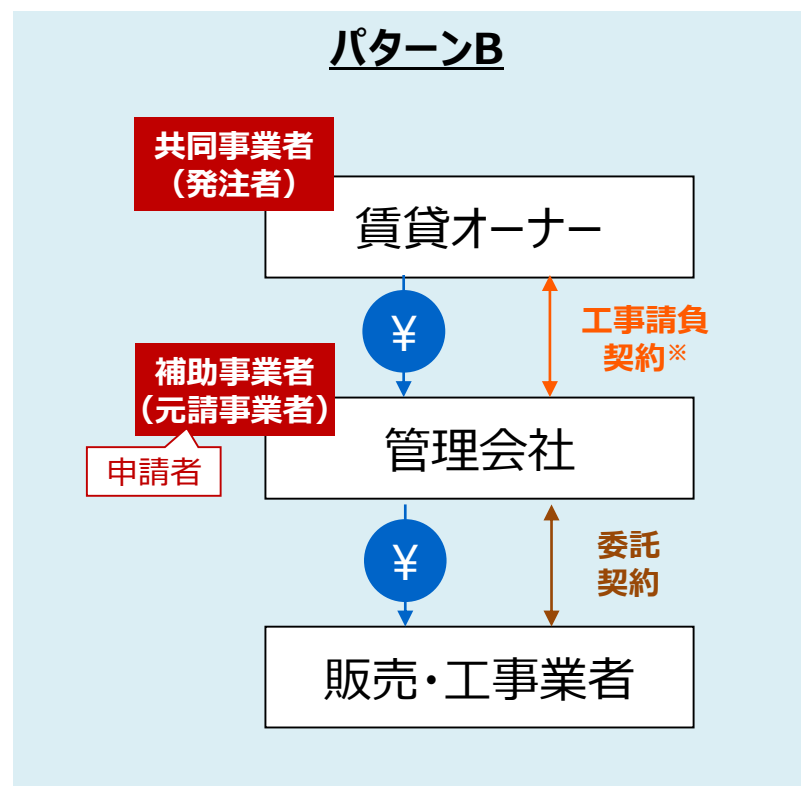 パターンB
共同事業者
（発注者）
賃貸オーナー
¥
工事請負
契約※
補助事業者
（元請事業者）
管理会社
申請者
¥
委託
契約
販売・工事業者